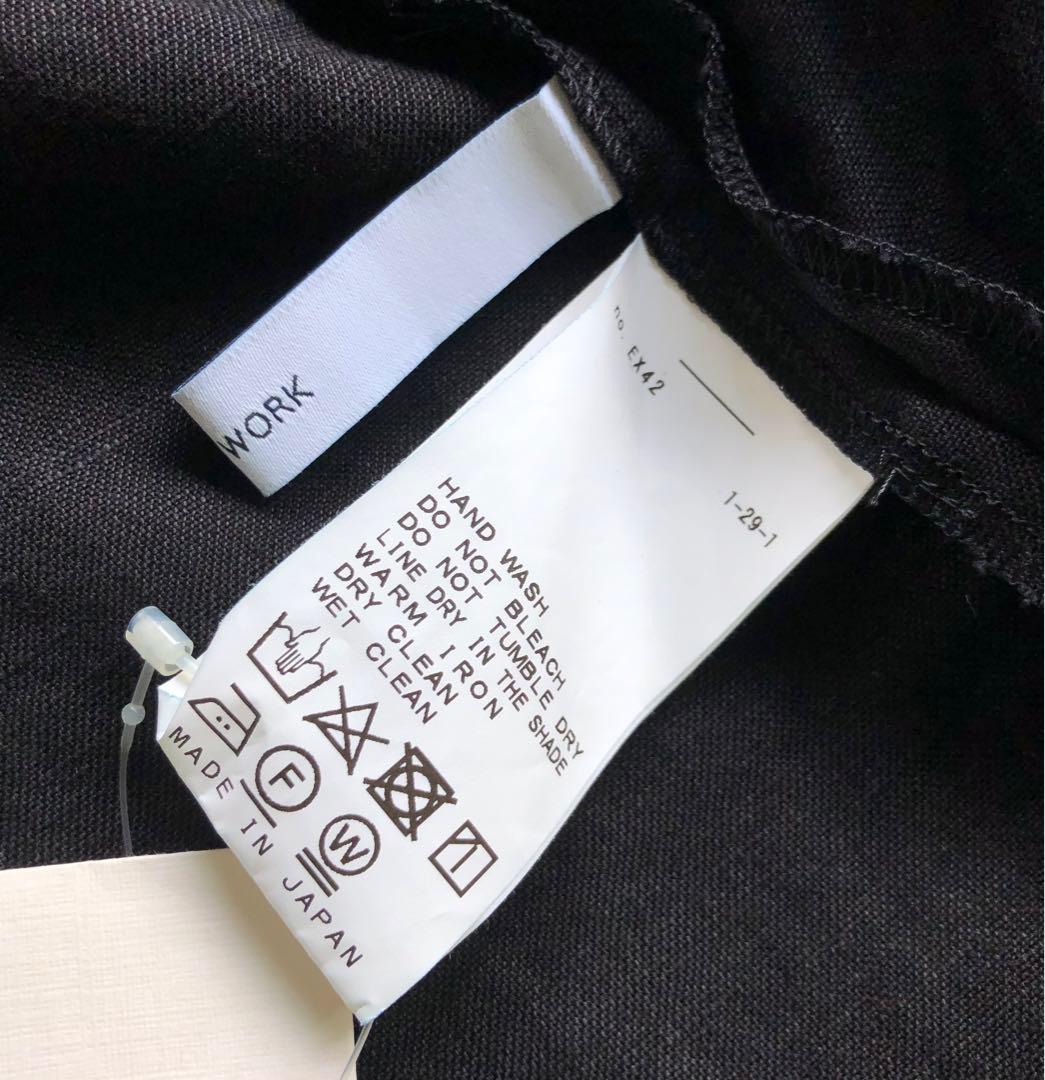 WORK
no. EX42
1-29-1
HAND WASH
DO NOT BLEACH
DO NOT TUMBLE DRY
LINE DRY IN THE SHADE
WARM IRON
DRY CLEAN
WET CLEAN
F
W
MADE IN JAPAN